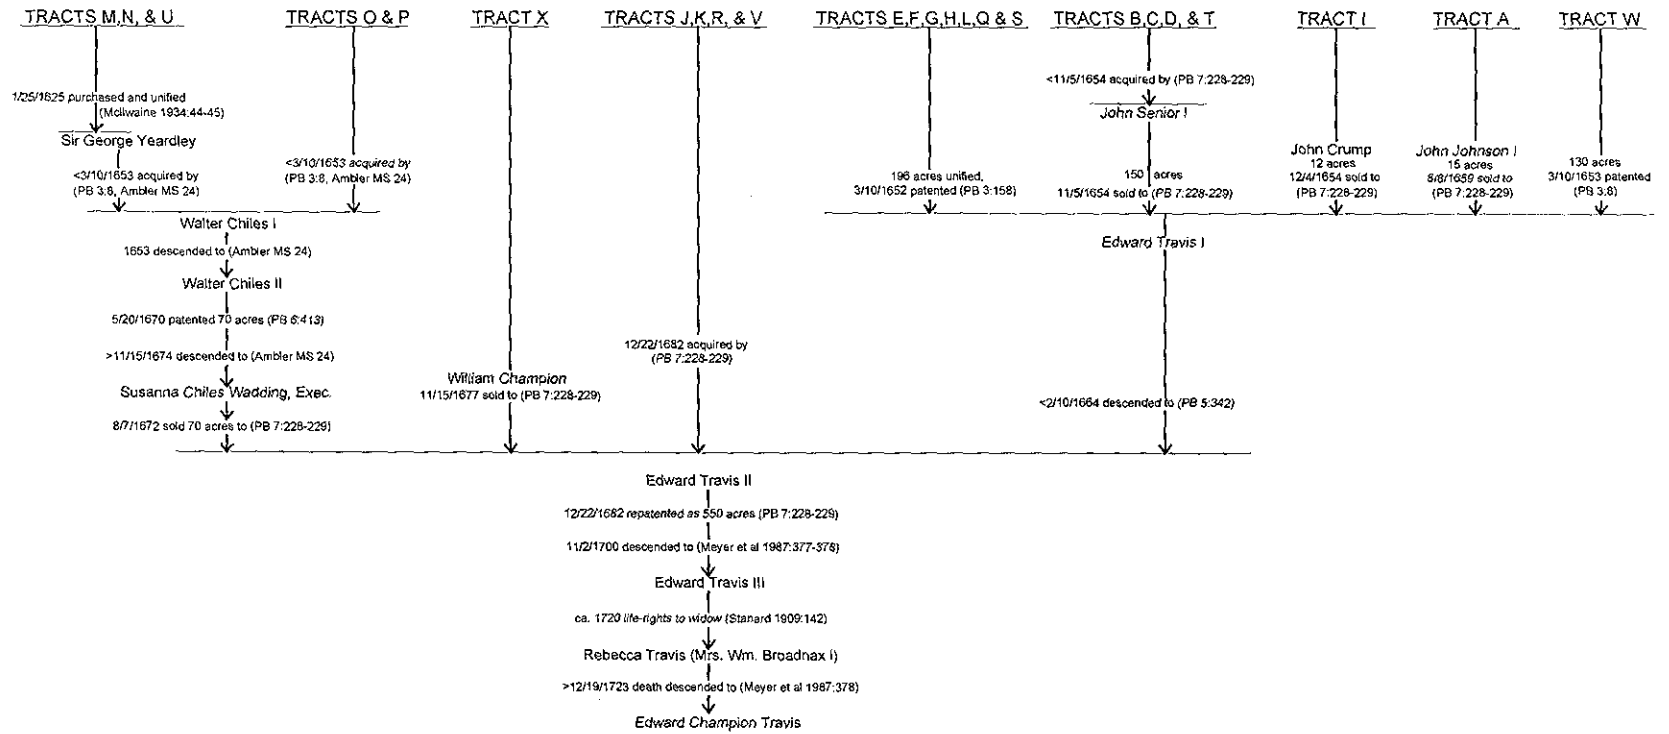 TRACTS M,N, & U
TRACTS O & P
TRACT X
TRACTS J,K,R, & V
TRACTS E,F,G,H,L,Q & S
TRACTS B,C,D, & T
TRACT I
TRACT A
TRACT W
1/25/1625 purchased and unified
(McIlwaine 1934:44-45)
Sir George Yeardley
<3/10/1653 acquired by
(PB 3:8, Ambler MS 24)
<3/10/1653 acquired by
(PB 3:8, Ambler MS 24)
196 acres unified,
3/10/1652 patented (PB 3:158)
<11/5/1654 acquired by (PB 7:228-229)
John Senior I
150 acres
11/5/1654 sold to (PB 7:228-229)
John Crump
12 acres
12/4/1654 sold to
(PB 7:228-229)
John Johnson I
15 acres
8/8/1659 sold to
(PB 7:228-229)
130 acres
3/10/1653 patented
(PB 3:8)
Walter Chiles I
1653 descended to (Ambler MS 24)
Walter Chiles II
5/20/1670 patented 70 acres (PB 6:413)
>11/15/1674 descended to (Ambler MS 24)
Susanna Chiles Wadding, Exec.
8/7/1672 sold 70 acres to (PB 7:228-229)
William Champion
11/15/1677 sold to (PB 7:228-229)
12/22/1682 acquired by
(PB 7:228-229)
Edward Travis I
<2/10/1664 descended to (PB 5:342)
Edward Travis II
12/22/1682 repatented as 550 acres (PB 7:228-229)
11/2/1700 descended to (Meyer et al 1987:377-378)
Edward Travis III
ca. 1720 life-rights to widow (Stanard 1909:142)
Rebecca Travis (Mrs. Wm. Broadnax I)
>12/19/1723 death descended to (Meyer et al 1987:378)
Edward Champion Travis